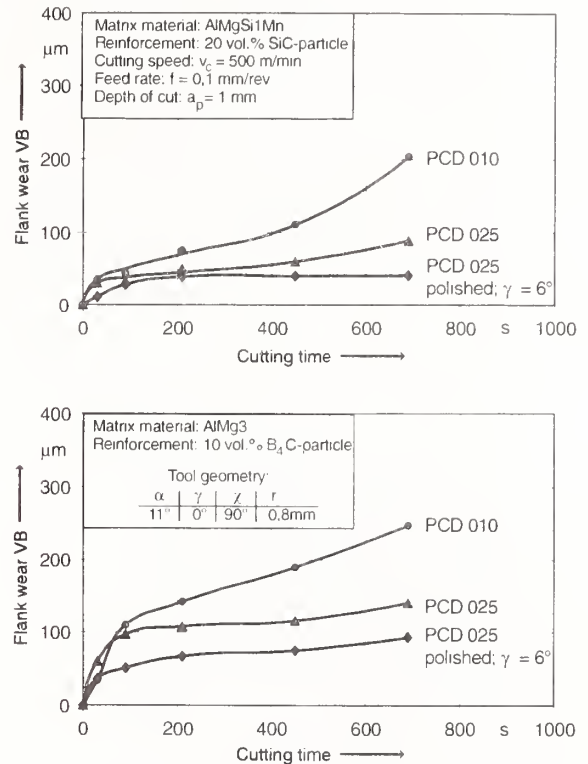 400
µm
300
200
100
0
Flank wear VB
Matrix material: AlMgSi1Mn
Reinforcement: 20 vol.% SiC-particle
Cutting speed: vc = 500 m/min
Feed rate: f = 0,1 mm/rev
Depth of cut: ap = 1 mm
PCD 010
PCD 025
PCD 025
polished; γ = 6°
0 200 400 600 800 s 1000
Cutting time
400
µm
300
200
100
0
Flank wear VB
Matrix material: AlMg3
Reinforcement: 10 vol.% B4C-particle
Tool geometry:
α γ χ r
11° 0° 90° 0.8mm
PCD 010
PCD 025
PCD 025
polished; γ = 6°
0 200 400 600 800 s 1000
Cutting time